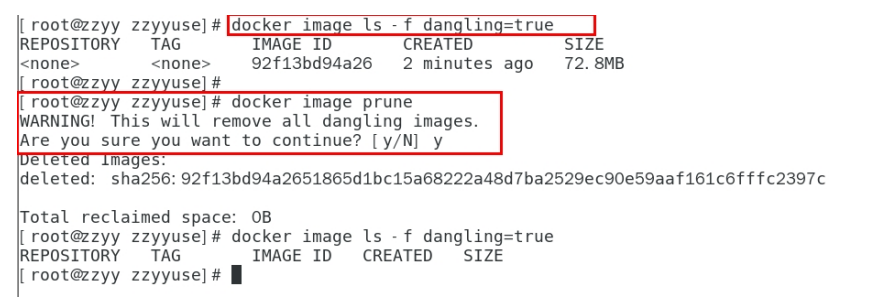 [root@zzyy zzyyuse]# docker image ls -f dangling=true
REPOSITORY   TAG       IMAGE ID       CREATED         SIZE
<none>       <none>    92f13bd94a26   2 minutes ago   72.8MB
[root@zzyy zzyyuse]#
[root@zzyy zzyyuse]# docker image prune
WARNING! This will remove all dangling images.
Are you sure you want to continue? [y/N] y
Deleted Images:
deleted: sha256:92f13bd94a2651865d1bc15a68222a48d7ba2529ec90e59aaf161c6fffc2397c
Total reclaimed space: 0B
[root@zzyy zzyyuse]# docker image ls -f dangling=true
REPOSITORY   TAG       IMAGE ID   CREATED   SIZE
[root@zzyy zzyyuse]#